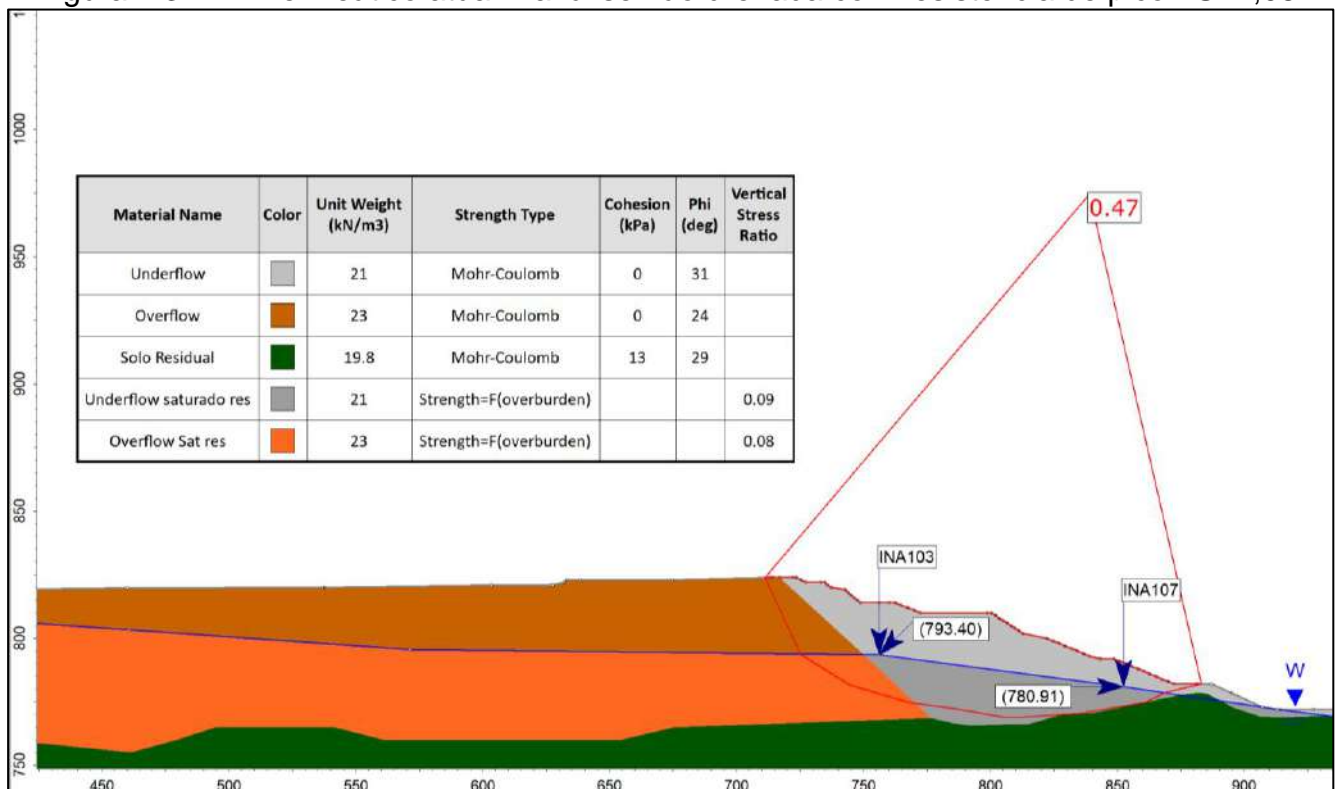 1000
950
900
850
800
750
Material Name Color Unit Weight (kN/m3) Strength Type Cohesion (kPa) Phi (deg) Vertical Stress Ratio
Underflow 21 Mohr-Coulomb 0 31
Overflow 23 Mohr-Coulomb 0 24
Solo Residual 19.8 Mohr-Coulomb 13 29
Underflow saturado res 21 Strength=F(overburden) 0.09
Overflow Sat res 23 Strength=F(overburden) 0.08
0.47
INA103
(793.40)
INA107
(780.91)
W
450 500 550 600 650 700 750 800 850 900